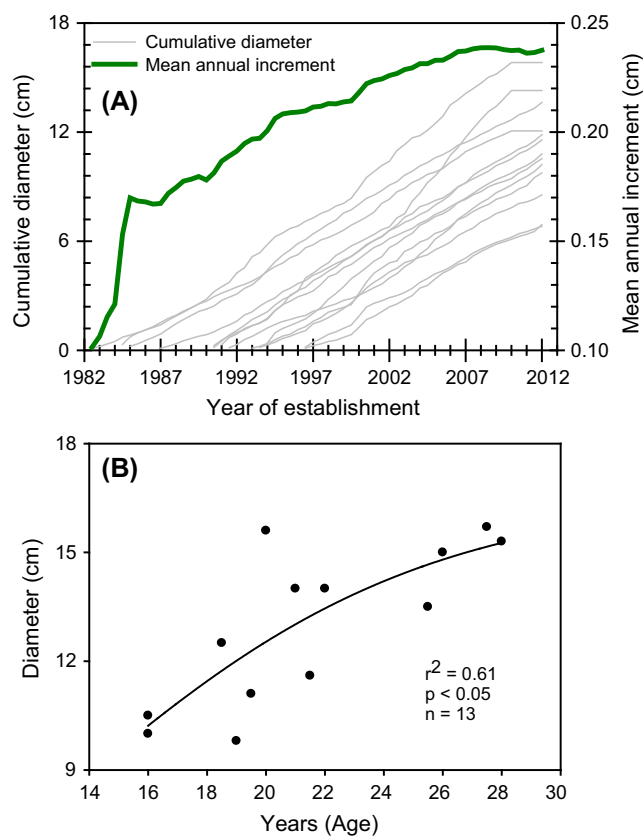 18
0.25
Cumulative diameter
Mean annual increment
(A)
12
0.20
6
0.15
0
0.10
Cumulative diameter (cm)
Mean annual increment (cm)
1982 1987 1992 1997 2002 2007 2012
Year of establishment
18
(B)
15
12
9
Diameter (cm)
r² = 0.61
p < 0.05
n = 13
14 16 18 20 22 24 26 28 30
Years (Age)